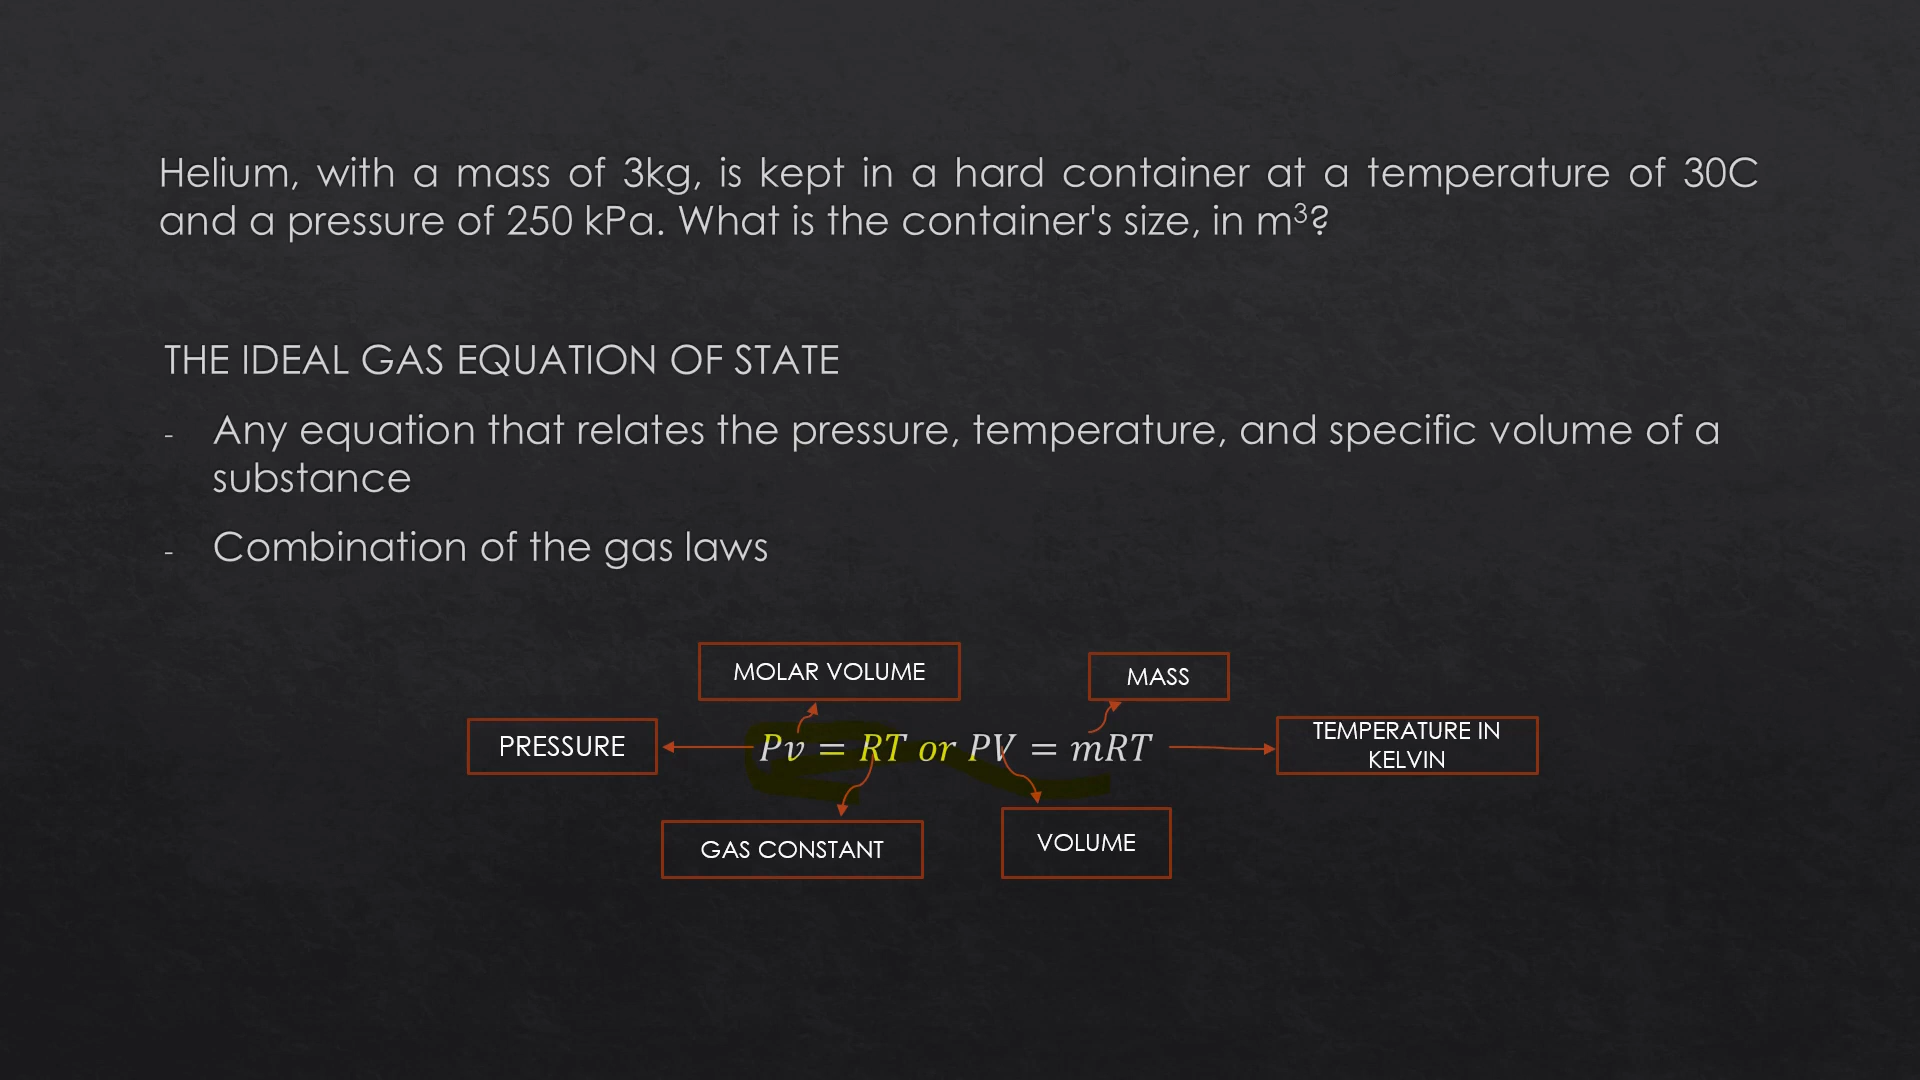 Helium, with a mass of 3kg, is kept in a hard container at a temperature of 30C
and a pressure of 250 kPa. What is the container's size, in m³?
THE IDEAL GAS EQUATION OF STATE
- Any equation that relates the pressure, temperature, and specific volume of a
substance
- Combination of the gas laws
MOLAR VOLUME
MASS
PRESSURE
Pv = RT or PV = mRT
TEMPERATURE IN
KELVIN
GAS CONSTANT
VOLUME